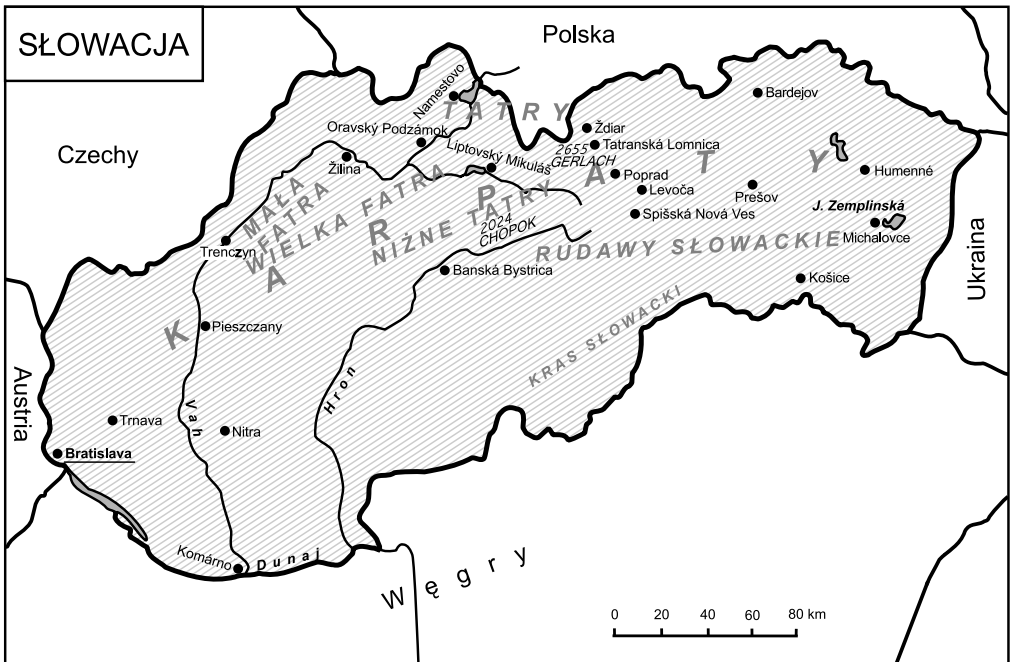 SŁOWACJA
Polska
Czechy
Austria
Ukraina
Węgry
Namestovo
TATRY
Bardejov
Oravský Podzámok
Ždiar
Tatranská Lomnica
2655
GERLACH
Žilina
Liptovský Mikuláš
Poprad
Levoča
Humenné
Prešov
Spišská Nová Ves
J. Zemplinská
Michalovce
MAŁA
FATRA
WIELKA FATRA
NIŻNE TATRY
2024
CHOPOK
KARPATY
RUDAWY SŁOWACKIE
Trenczyn
Banská Bystrica
Košice
Pieszczany
KRAS SŁOWACKI
Hron
Vah
Trnava
Nitra
Bratislava
Komárno
Dunaj
0 20 40 60 80 km